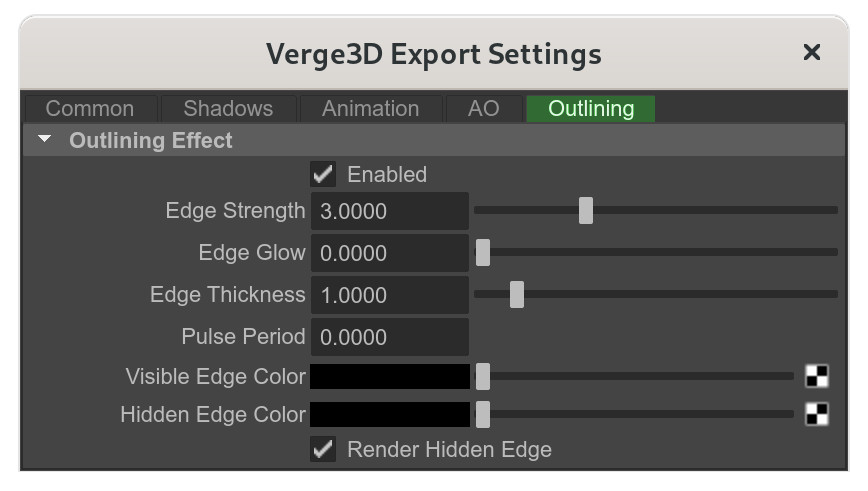 Verge3D Export Settings
Common Shadows Animation AO Outlining
Outlining Effect
Enabled
Edge Strength 3.0000
Edge Glow 0.0000
Edge Thickness 1.0000
Pulse Period 0.0000
Visible Edge Color
Hidden Edge Color
Render Hidden Edge